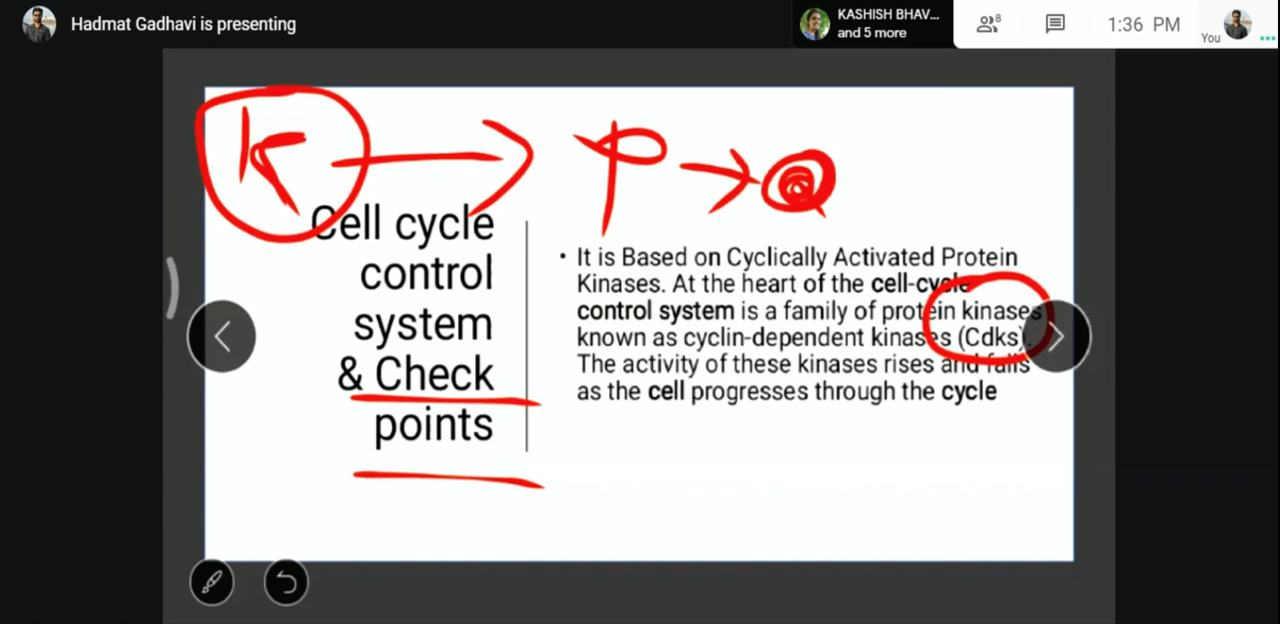 Hadmat Gadhavi is presenting
KASHISH BHAV...
and 5 more
8
1:36 PM
You
K
P
Cell cycle
control
system
& Check
points
• It is Based on Cyclically Activated Protein
Kinases. At the heart of the cell-cycle
control system is a family of protein kinases
known as cyclin-dependent kinases (Cdks).
The activity of these kinases rises and falls
as the cell progresses through the cycle